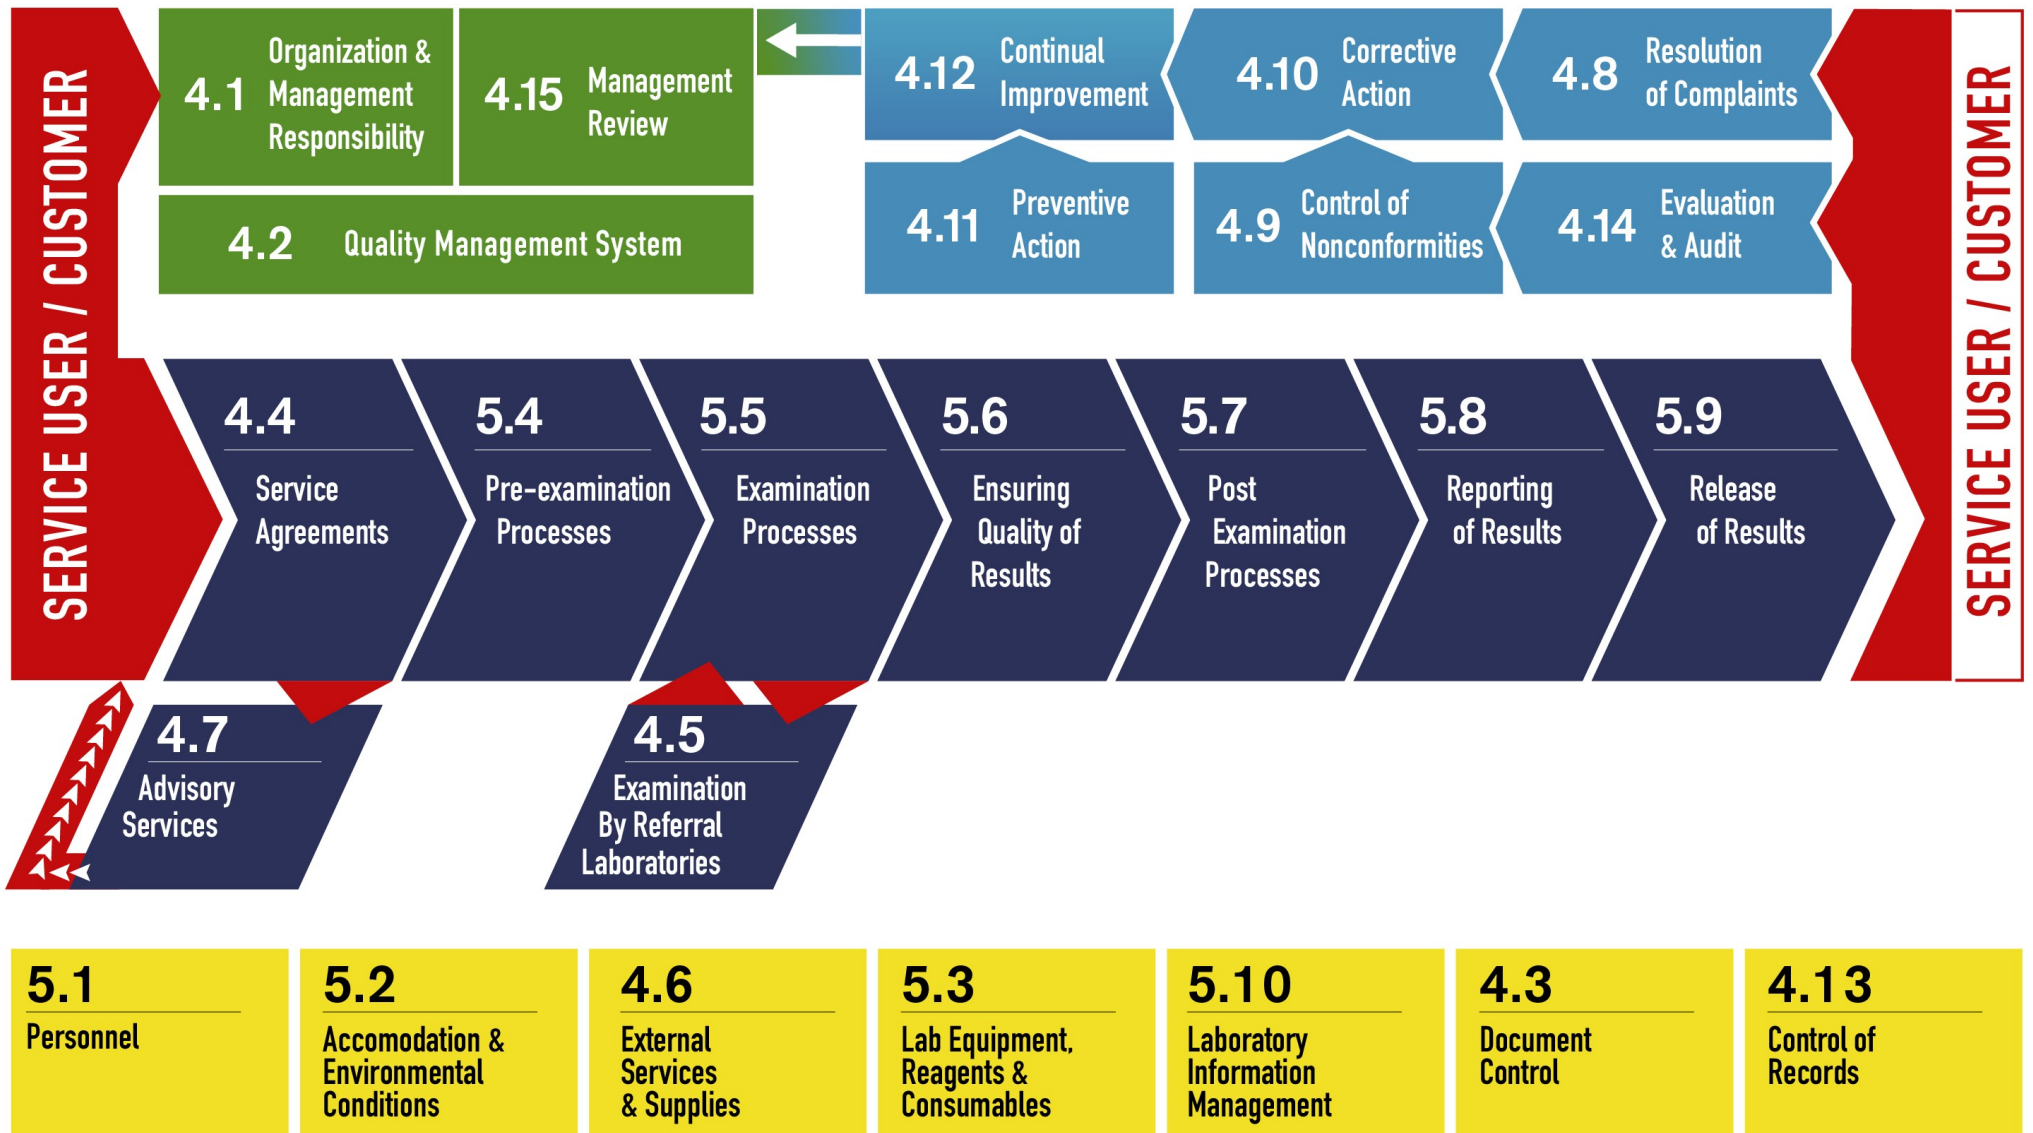 SERVICE USER / CUSTOMER
4.1
Organization &
Management
Responsibility
4.15
Management
Review
4.2
Quality Management System
4.12
Continual
Improvement
4.10
Corrective
Action
4.8
Resolution
of Complaints
4.11
Preventive
Action
4.9
Control of
Nonconformities
4.14
Evaluation
& Audit
SERVICE USER / CUSTOMER
4.4
Service
Agreements
5.4
Pre-examination
Processes
5.5
Examination
Processes
5.6
Ensuring
Quality of
Results
5.7
Post
Examination
Processes
5.8
Reporting
of Results
5.9
Release
of Results
4.7
Advisory
Services
4.5
Examination
By Referral
Laboratories
5.1
Personnel
5.2
Accomodation &
Environmental
Conditions
4.6
External
Services
& Supplies
5.3
Lab Equipment,
Reagents &
Consumables
5.10
Laboratory
Information
Management
4.3
Document
Control
4.13
Control of
Records